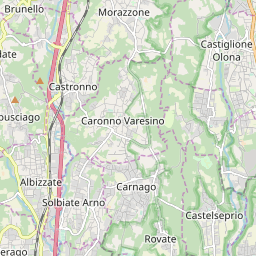 Brunello
Morazzone
Castiglione
Olona
Castronno
Caronno Varesino
Albizzate
Carnago
Solbiate Arno
Castelseprio
Rovate